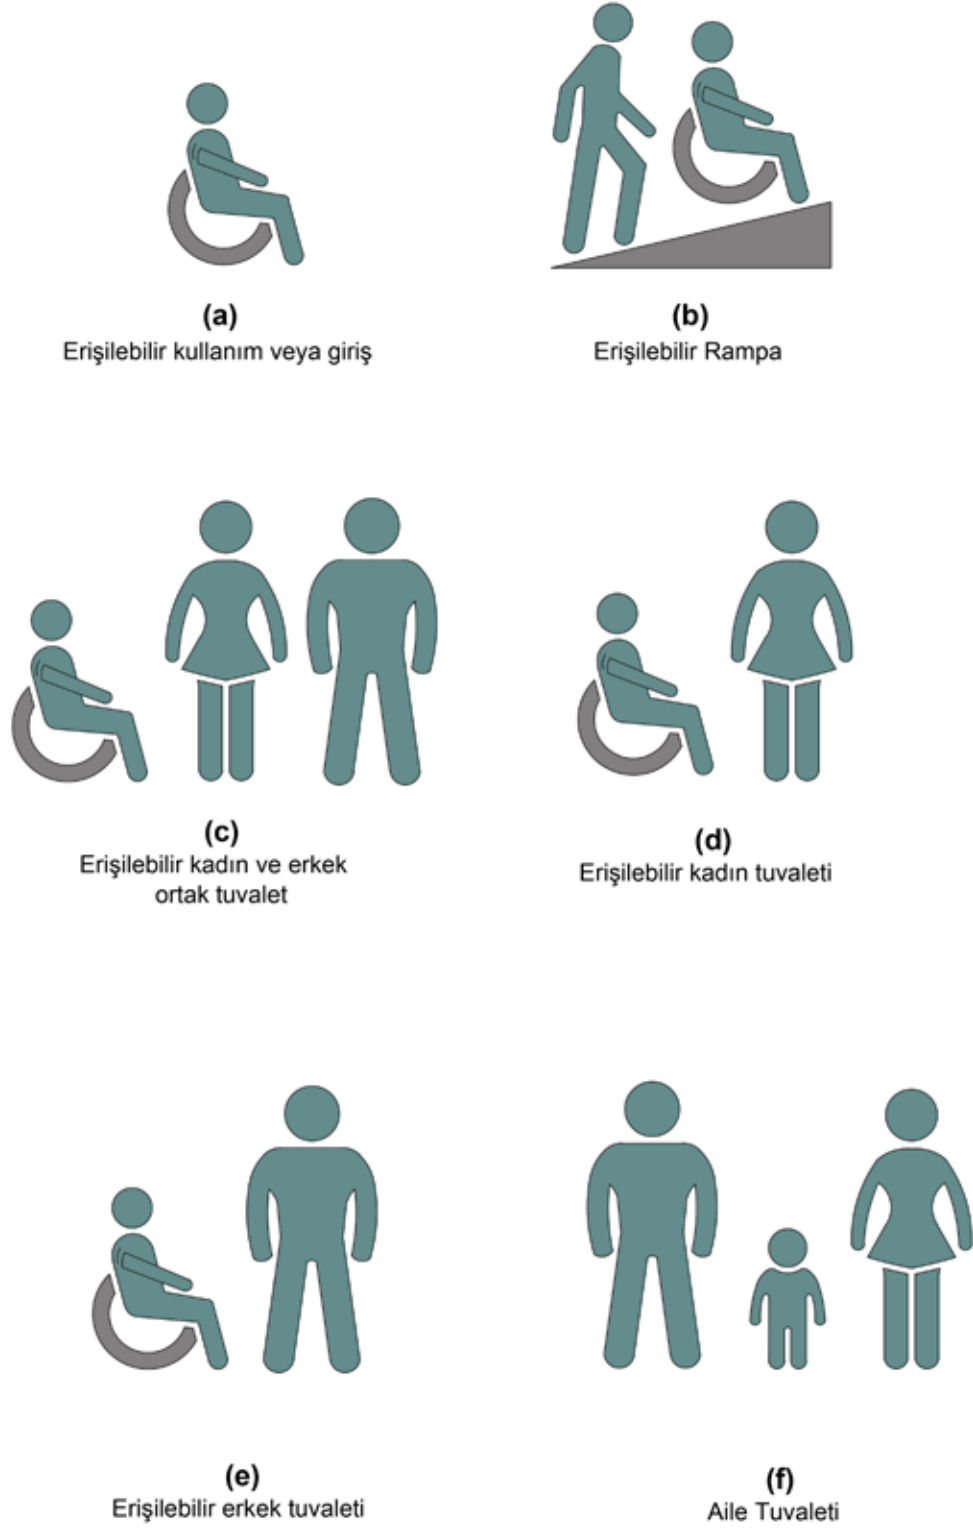 (a)
Erişilebilir kullanım veya giriş
(b)
Erişilebilir Rampa
(c)
Erişilebilir kadın ve erkek
ortak tuvalet
(d)
Erişilebilir kadın tuvaleti
(e)
Erişilebilir erkek tuvaleti
(f)
Aile Tuvaleti